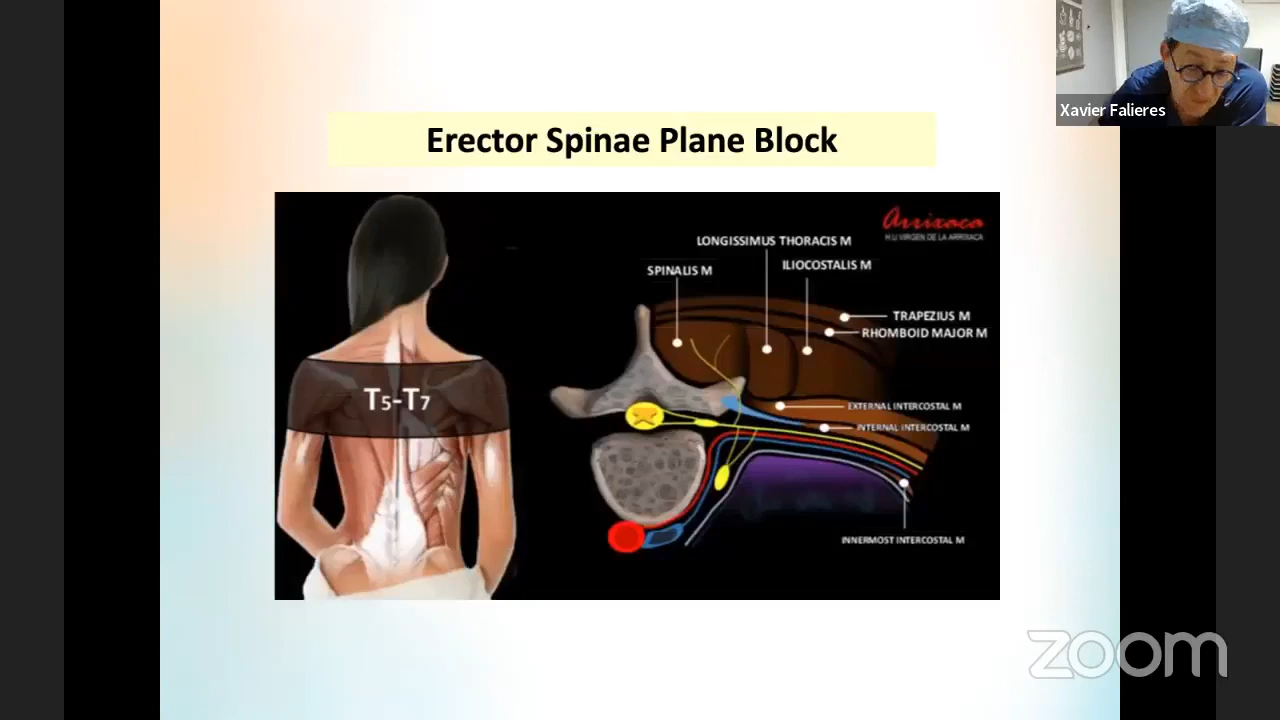 Erector Spinae Plane Block
Xavier Falieres
Arrixaca
H.U VIRGEN DE LA ARRIXACA
LONGISSIMUS THORACIS M
ILIOCOSTALIS M
SPINALIS M
TRAPEZIUS M
RHOMBOID MAJOR M
T5-T7
EXTERNAL INTERCOSTAL M
INTERNAL INTERCOSTAL M
INNERMOST INTERCOSTAL M
zoom